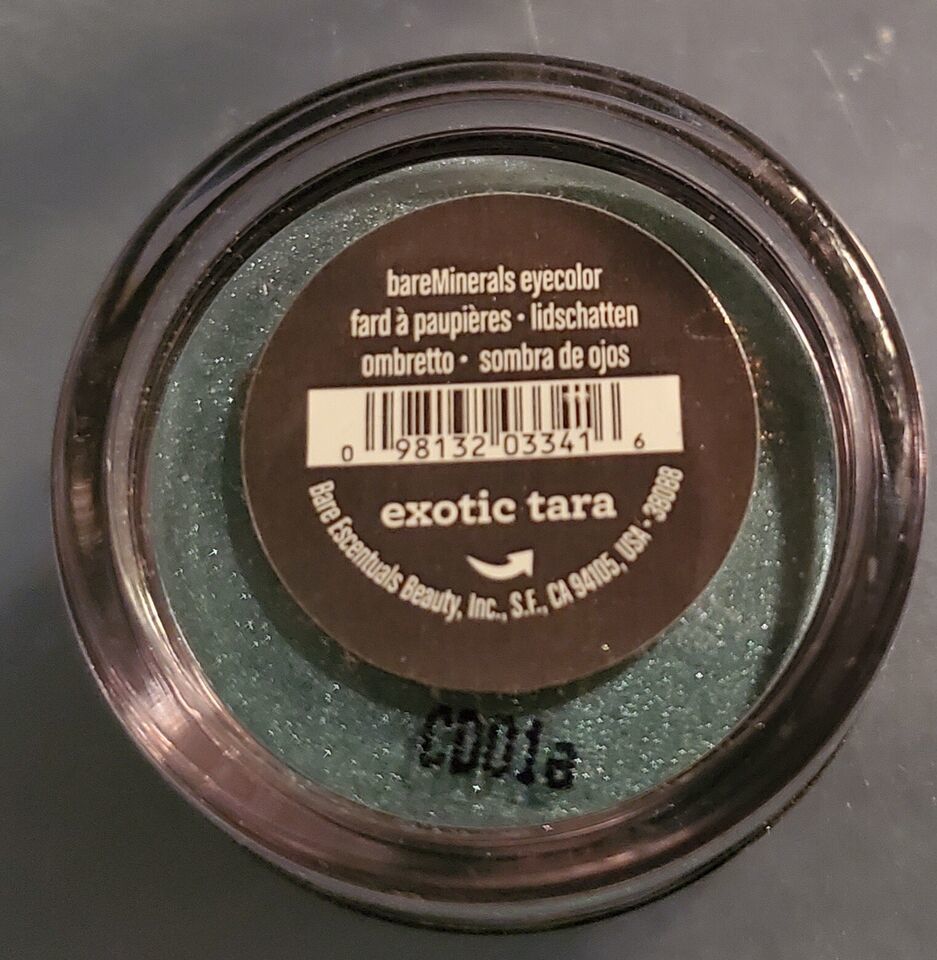 bareMinerals eyecolor
fard à paupières • lidschatten
ombretto • sombra de ojos
0 98132 03341 6
exotic tara
Bare Escentuals Beauty, Inc., S.F., CA 94105, USA • 38088
CD01a